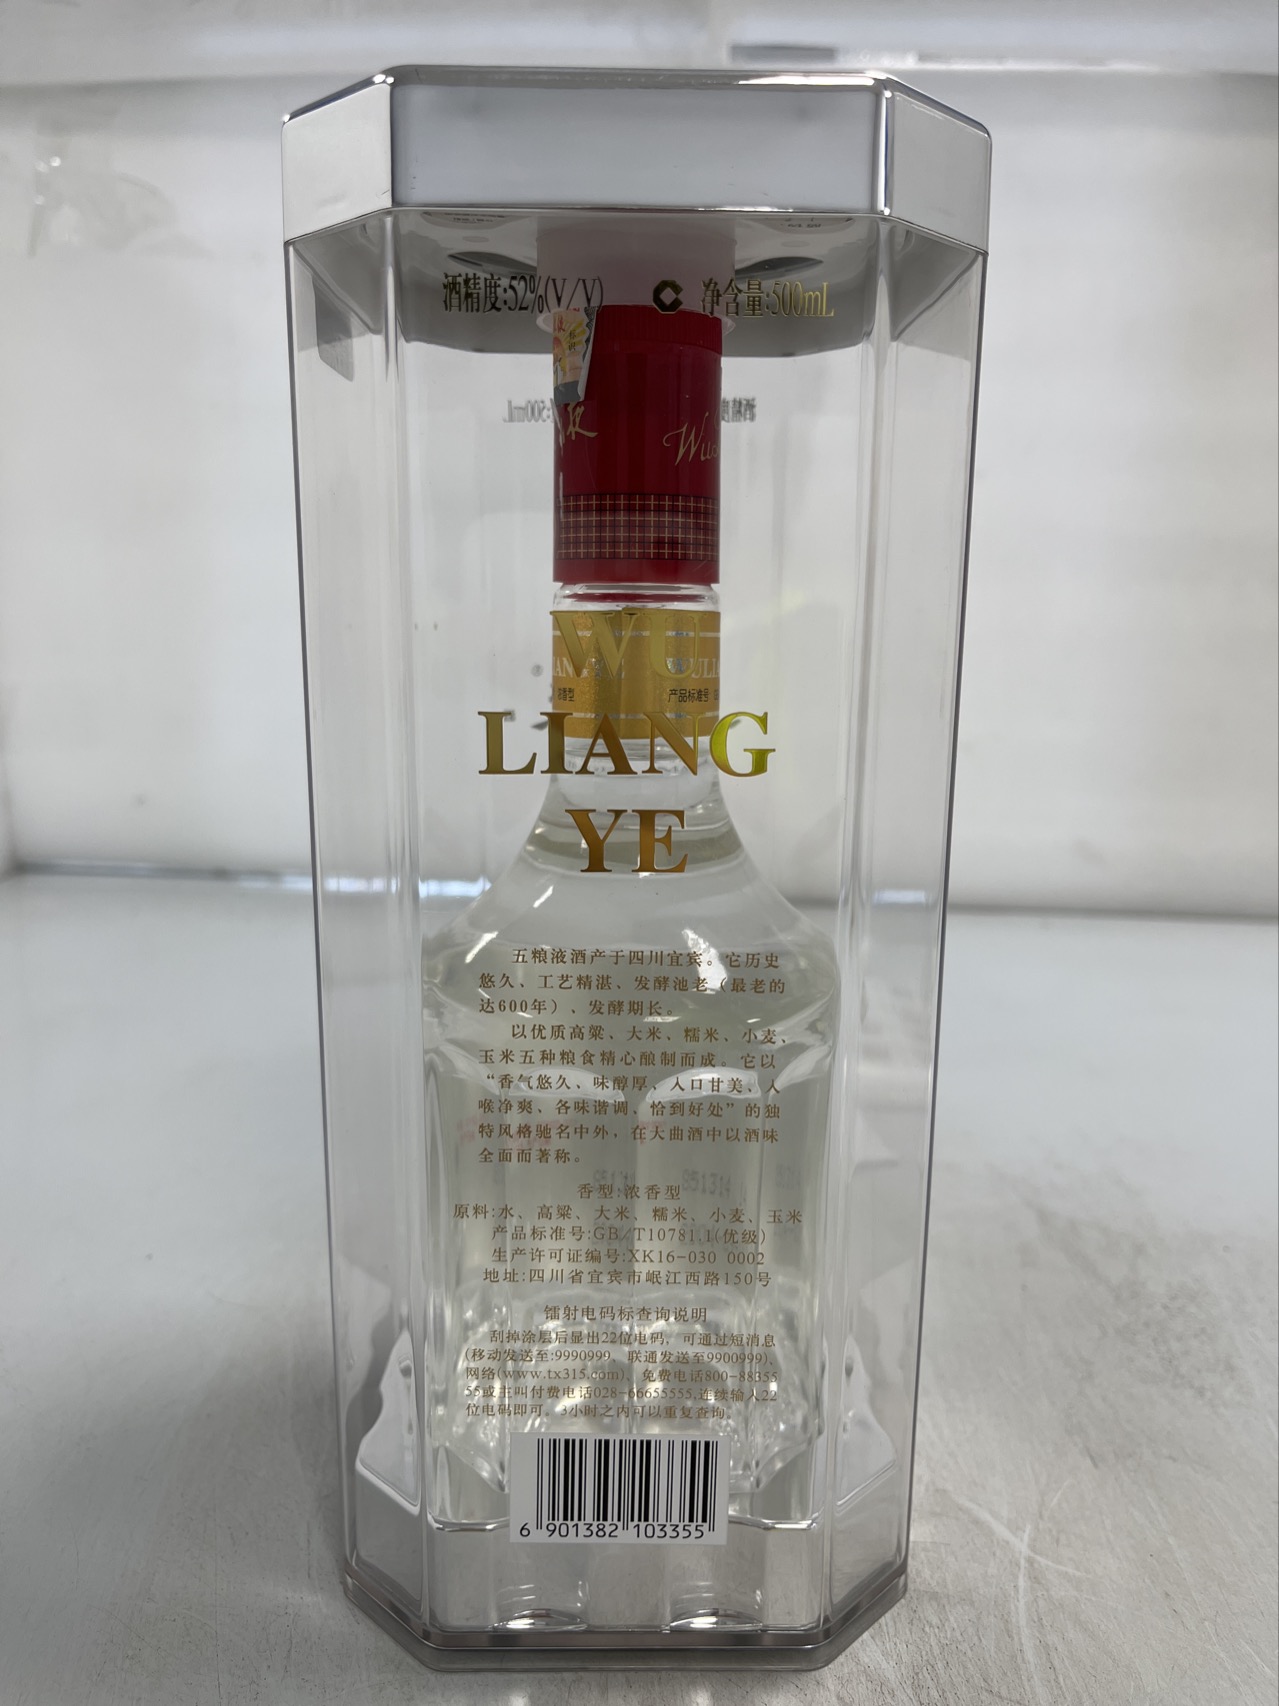 酒精度:52%(V/V) 净含量:500mL
液 Wu
WU
LIANG
YE
浓香型 产品标准号:
五粮液酒产于四川宜宾。它历史
悠久、工艺精湛、发酵池老（最老的
达600年）、发酵期长。
以优质高粱、大米、糯米、小麦、
玉米五种粮食精心酿制而成。它以
“香气悠久、味醇厚、入口甘美、入
喉净爽、各味谐调、恰到好处”的独
特风格驰名中外，在大曲酒中以酒味
全面而著称。
香型:浓香型
原料:水、高粱、大米、糯米、小麦、玉米
产品标准号:GB/T10781.1(优级)
生产许可证编号:XK16-030 0002
地址:四川省宜宾市岷江西路150号
镭射电码标查询说明
刮掉涂层后显出22位电码，可通过短消息
(移动发送至:9990999、联通发送至9900999)、
网络(www.tx315.com)、免费电话800-88355
55或主叫付费电话028-66655555,连续输入22
位电码即可。3小时之内可以重复查询。
6 901382 103355